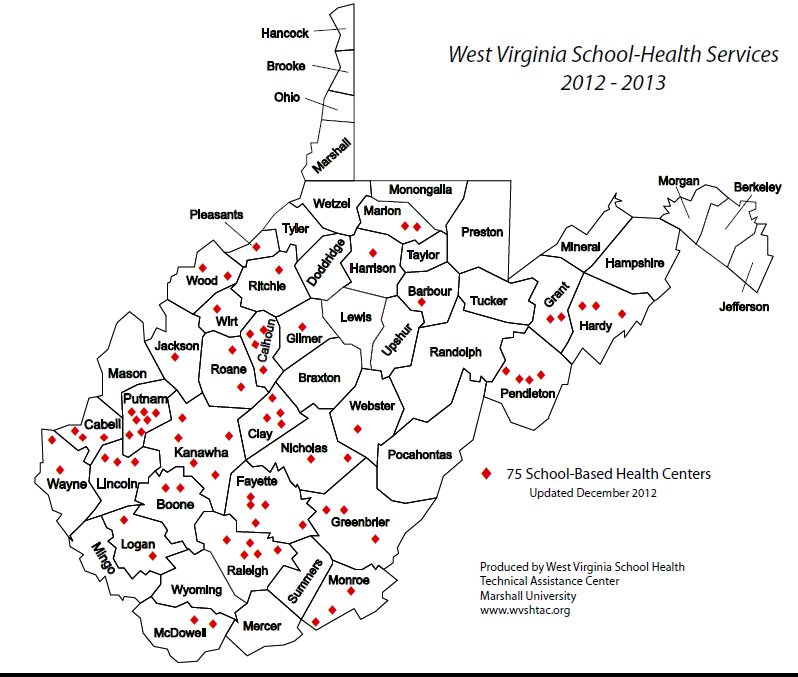 Hancock
West Virginia School-Health Services
Brooke
2012 - 2013
Ohio
Marshall
Morgan
Berkeley
Wetzel
Monongalla
Pleasants
Marion
Tyler
Preston
Mineral
Doddridge
Harrison
Taylor
Hampshire
Wood
Ritchie
Barbour
Grant
Tucker
Jefferson
Wirt
Lewis
Hardy
Calhoun
Gilmer
Upshur
Jackson
Randolph
Mason
Roane
Braxton
Pendleton
Putnam
Webster
Cabell
Clay
Kanawha
Nicholas
Pocahontas
75 School-Based Health Centers
Wayne
Lincoln
Fayette
Updated December 2012
Boone
Greenbrier
Logan
Mingo
Raleigh
Summers
Monroe
Wyoming
McDowell
Mercer
Produced by West Virginia School Health
Technical Assistance Center
Marshall University
www.wvshtac.org